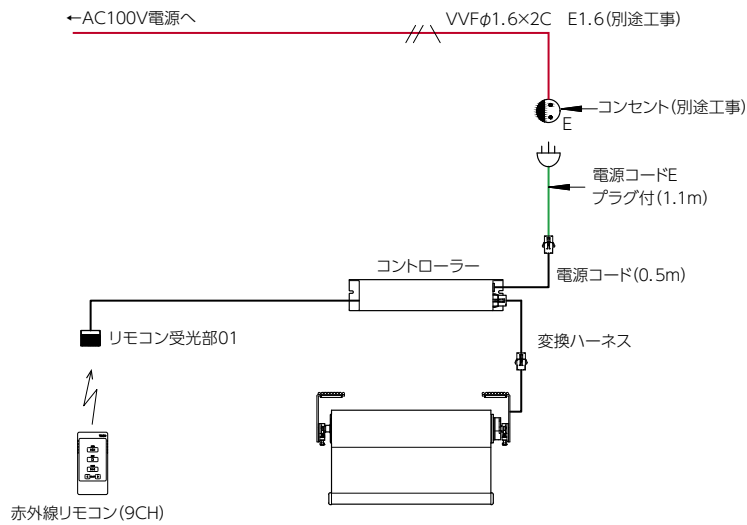 ←AC100V電源へ
VVFφ1.6×2C E1.6(別途工事)
コンセント(別途工事)
E
電源コードE
プラグ付(1.1m)
コントローラー
電源コード(0.5m)
リモコン受光部01
変換ハーネス
赤外線リモコン(9CH)